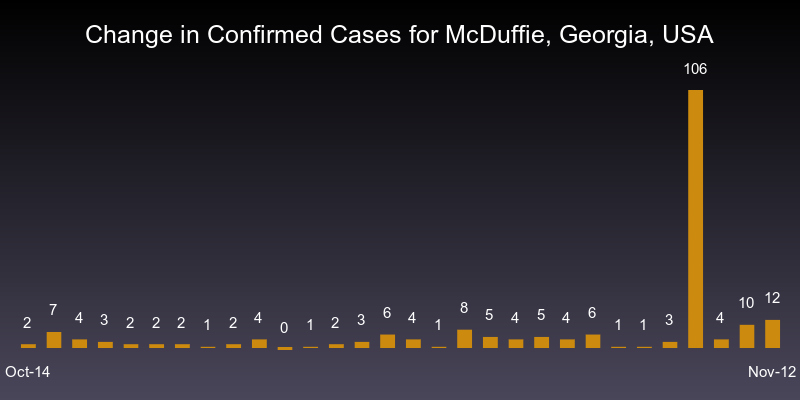 Change in Confirmed Cases for McDuffie, Georgia, USA
106
2 7 4 3 2 2 2 1 2 4 0 1 2 3 6 4 1 8 5 4 5 4 6 1 1 3 4 10 12
Oct-14 Nov-12